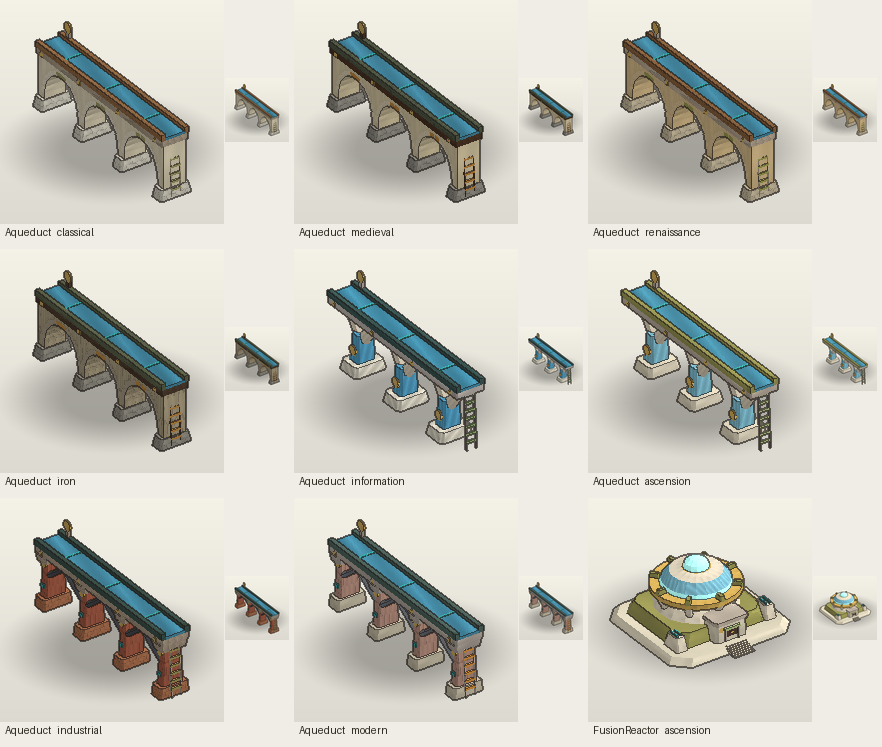 Aqueduct classical
Aqueduct medieval
Aqueduct renaissance
Aqueduct iron
Aqueduct information
Aqueduct ascension
Aqueduct industrial
Aqueduct modern
FusionReactor ascension